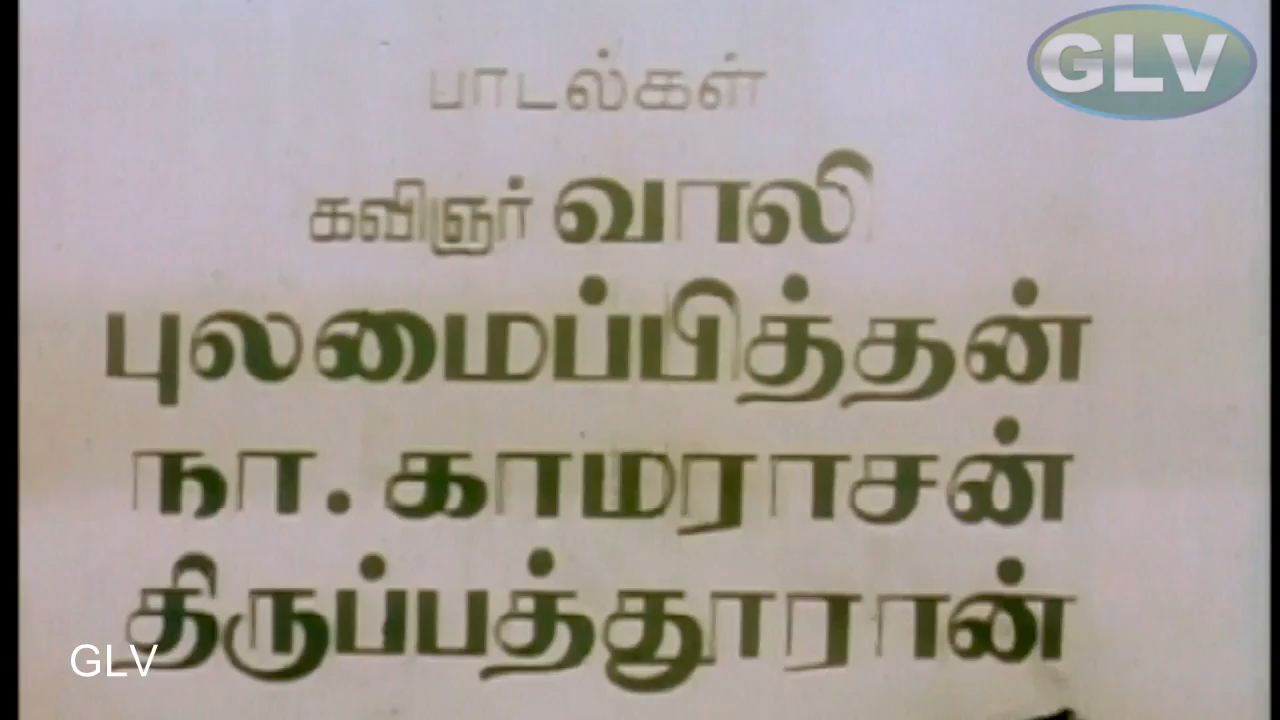 GLV
பாடல்கள்
கவிஞர் வாலி
புலமைப்பித்தன்
நா. காமராசன்
திருப்பத்தூரான்
GLV